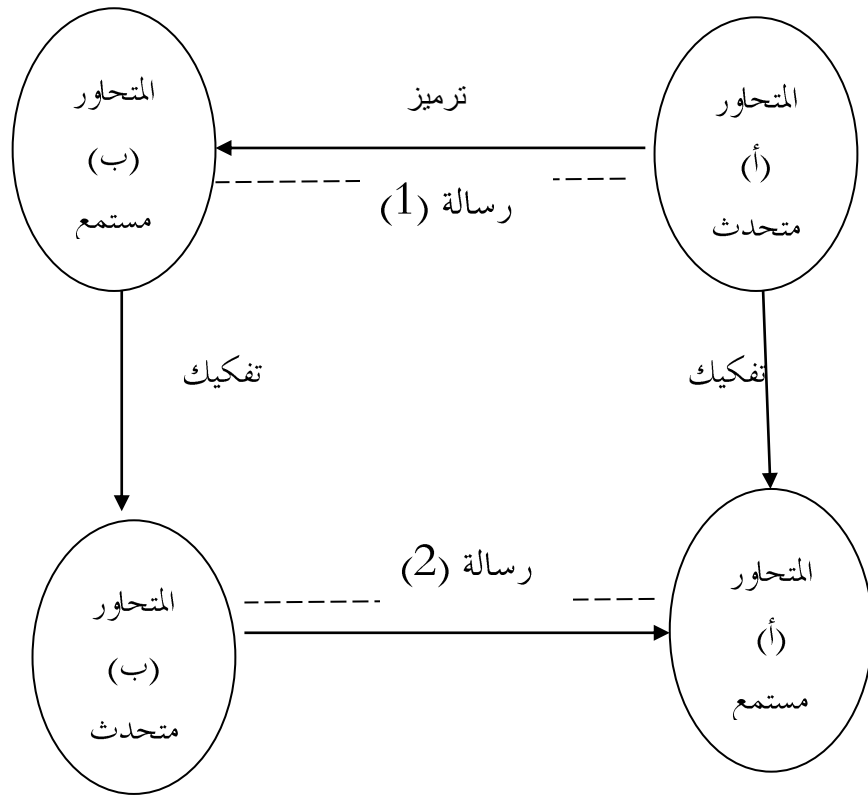 المتحاور
(أ)
متحدث
ترميز
رسالة (1)
المتحاور
(ب)
مستمع
تفكيك
تفكيك
المتحاور
(أ)
مستمع
رسالة (2)
المتحاور
(ب)
متحدث